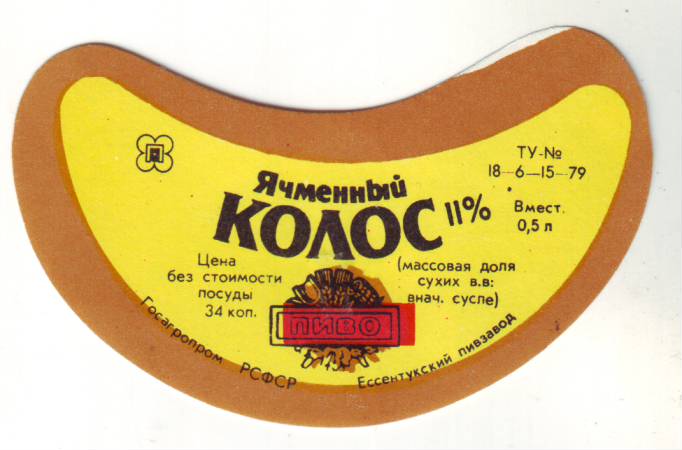 ТУ-№
18-6-15-79
Ячменный
КОЛОС 11%
Вмест.
0,5 л
Цена
без стоимости
посуды
34 коп.
(массовая доля
сухих в.в:
внач. сусле)
ПИВО
Госагропром РСФСР
Ессентукский пивзавод